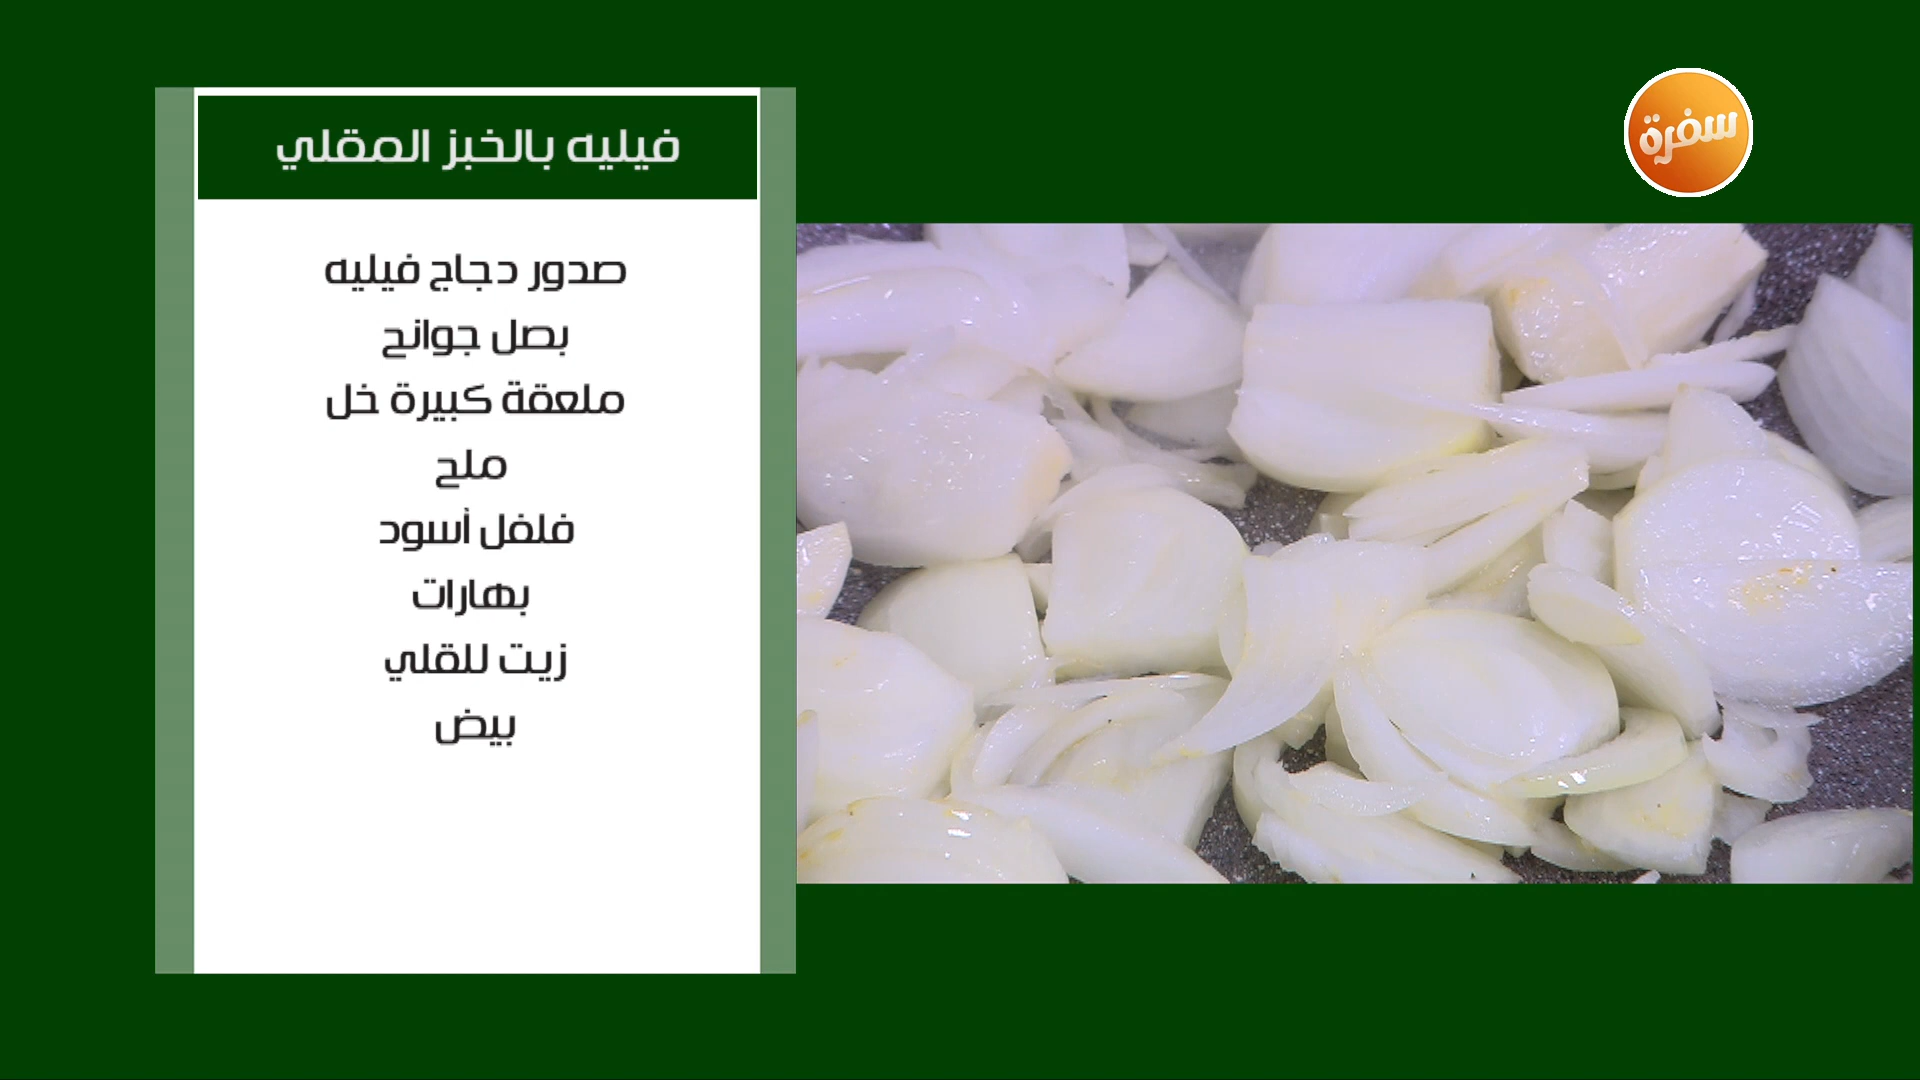 سفرة
فيليه بالخبز المقلي
صدور دجاج فيليه
بصل جوانح
ملعقة كبيرة خل
ملح
فلفل أسود
بهارات
زيت للقلي
بيض